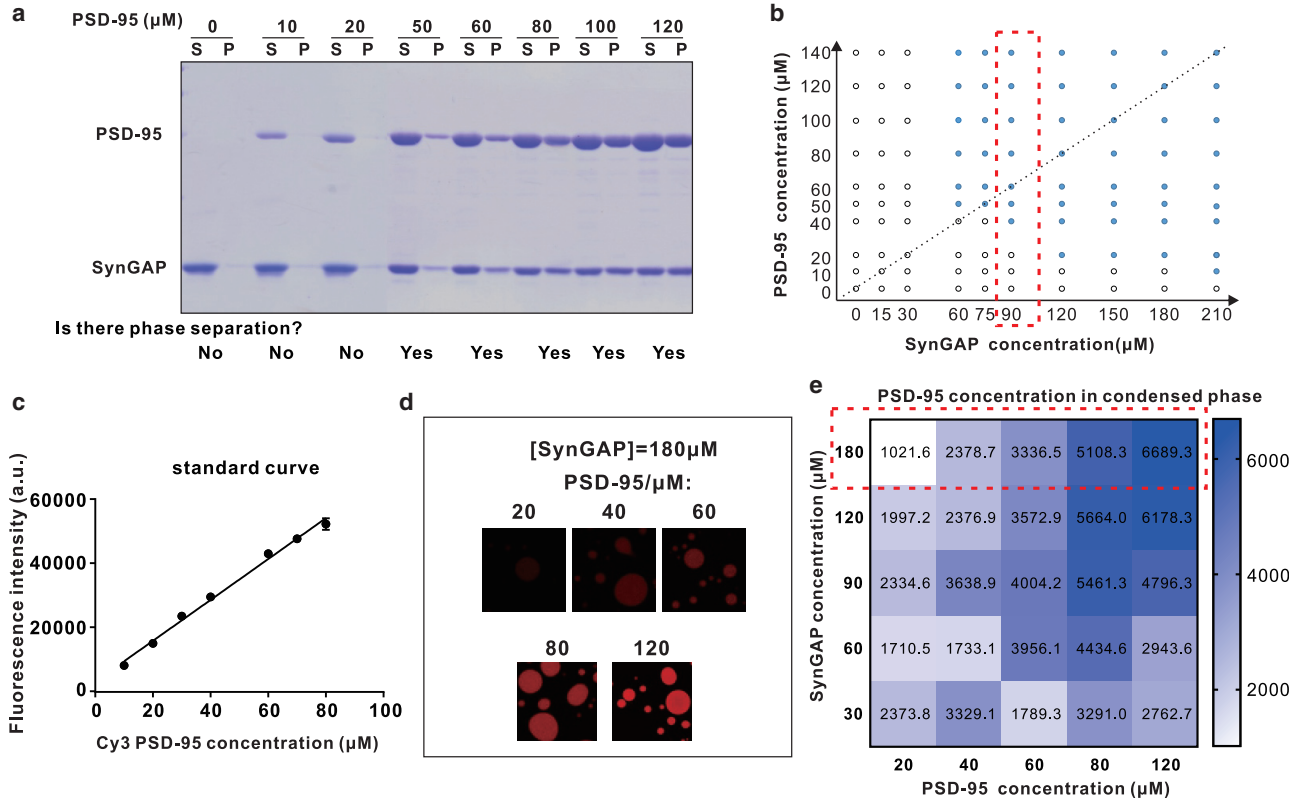 a
PSD-95 (µM) 0 10 20 50 60 80 100 120
S P S P S P S P S P S P S P S P
PSD-95
SynGAP
Is there phase separation?
No No No Yes Yes Yes Yes Yes
b
PSD-95 concentration (µM)
140
120
100
80
60
50
40
20
10
0
0 15 30 60 75 90 120 150 180 210
SynGAP concentration(µM)
c
standard curve
Fluorescence intensity (a.u.)
60000
40000
20000
0
0 20 40 60 80 100
Cy3 PSD-95 concentration (µM)
d
[SynGAP]=180µM
PSD-95/µM:
20 40 60
80 120
e
PSD-95 concentration in condensed phase
SynGAP concentration (µM)
180 1021.6 2378.7 3336.5 5108.3 6689.3
120 1997.2 2376.9 3572.9 5664.0 6178.3
90 2334.6 3638.9 4004.2 5461.3 4796.3
60 1710.5 1733.1 3956.1 4434.6 2943.6
30 2373.8 3329.1 1789.3 3291.0 2762.7
20 40 60 80 120
PSD-95 concentration (µM)
6000
4000
2000